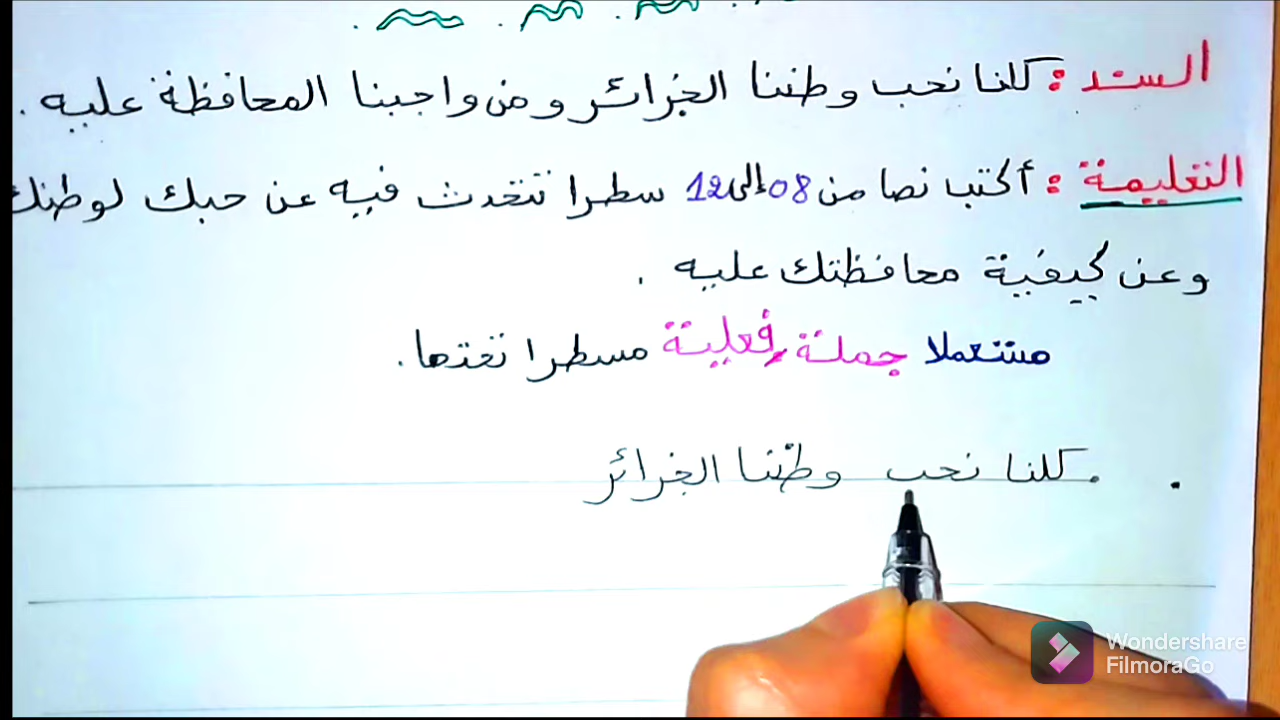 السند : كلنا نحب وطننا الجزائر ومن واجبنا المحافظة عليه .
التعليمة : أكتب نصا من 08 إلى 12 سطرا تتحدث فيه عن حبك لوطنك
وعن كيفية محافظتك عليه .
مستعملا جملة فعلية مسطرا تحتها .
. كلنا نحب وطننا الجزائر
Wondershare
FilmoraGo